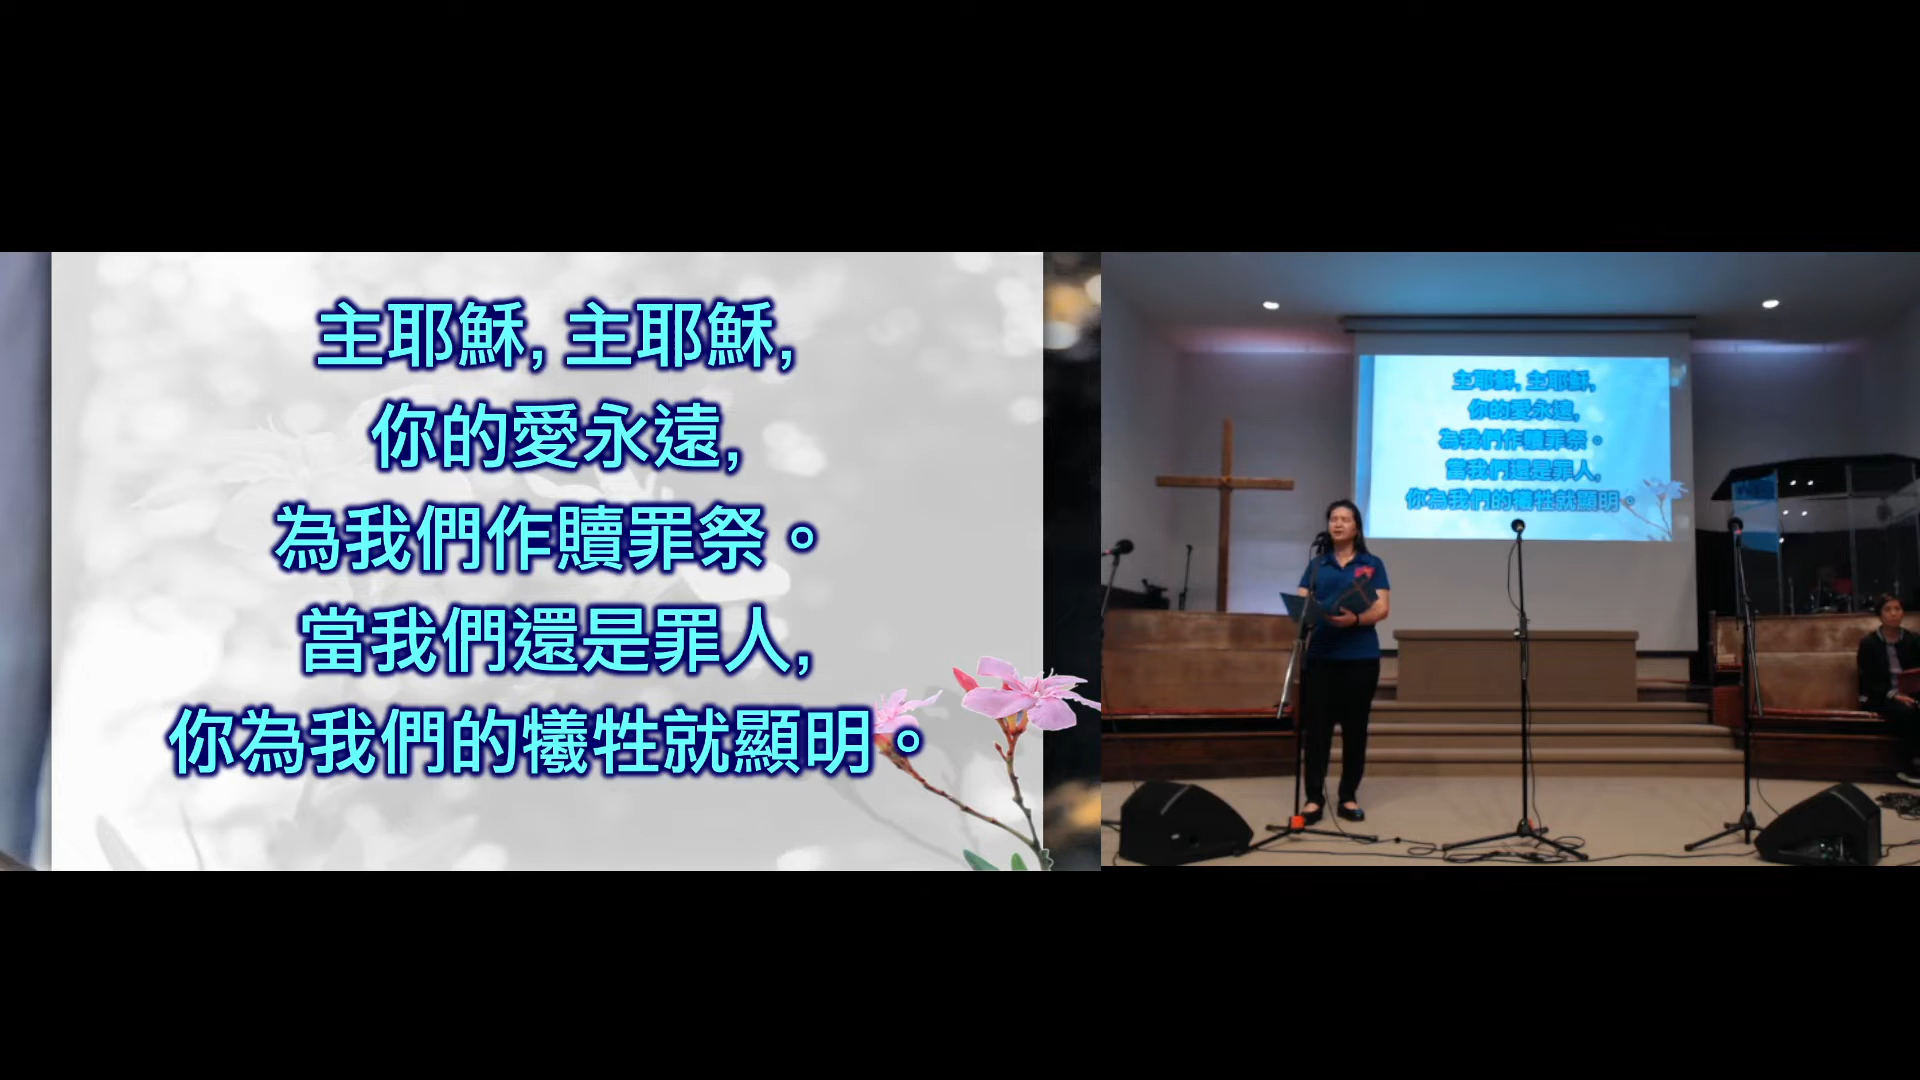 主耶穌, 主耶穌,
你的愛永遠,
為我們作贖罪祭。
當我們還是罪人,
你為我們的犧牲就顯明。
主耶穌, 主耶穌,
你的愛永遠,
為我們作贖罪祭。
當我們還是罪人,
你為我們的犧牲就顯明。